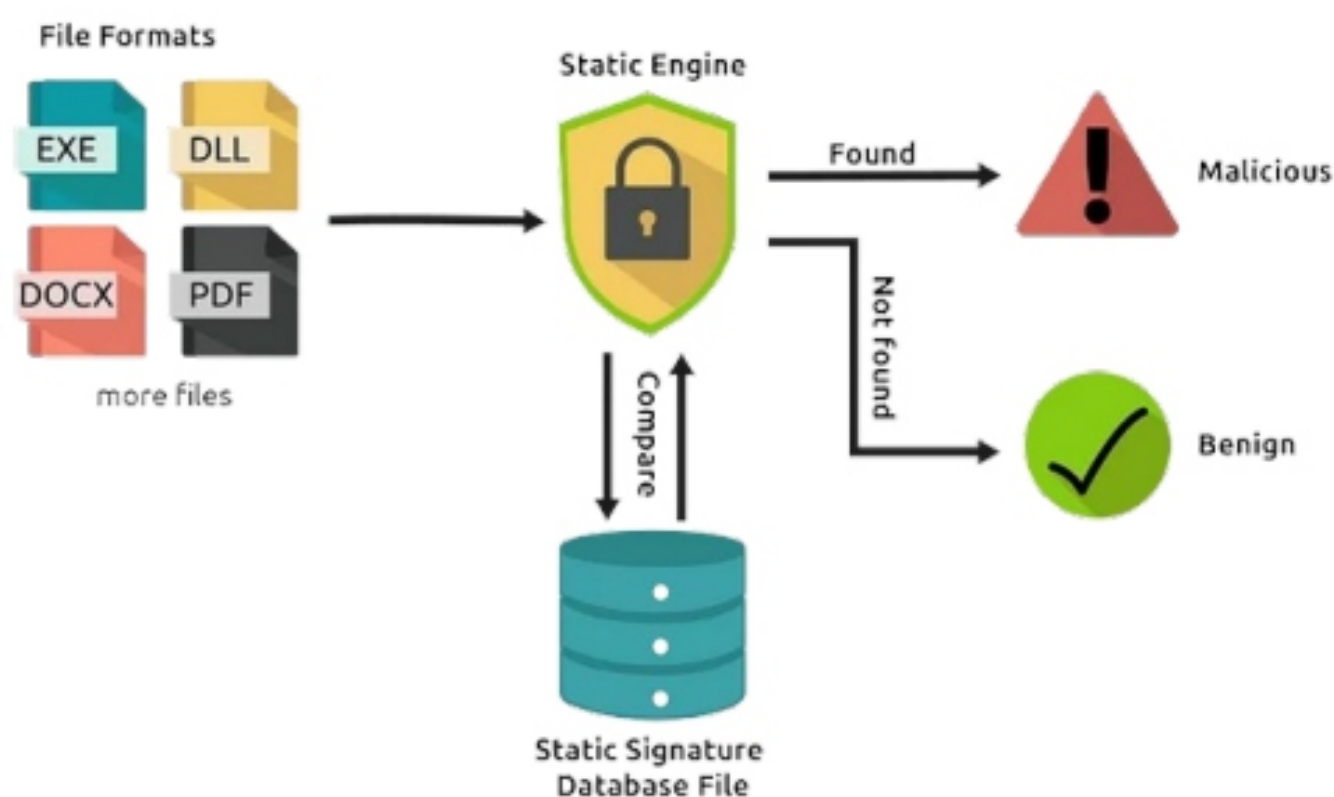 File Formats
EXE
DLL
DOCX
PDF
more files
Static Engine
Compare
Static Signature
Database File
Found
Malicious
Not found
Benign